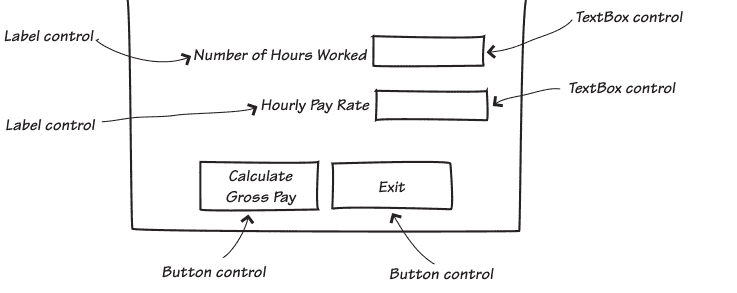 TextBox control
Label control
Number of Hours Worked
TextBox control
Hourly Pay Rate
Label control
Calculate
Gross Pay
Exit
Button control
Button control